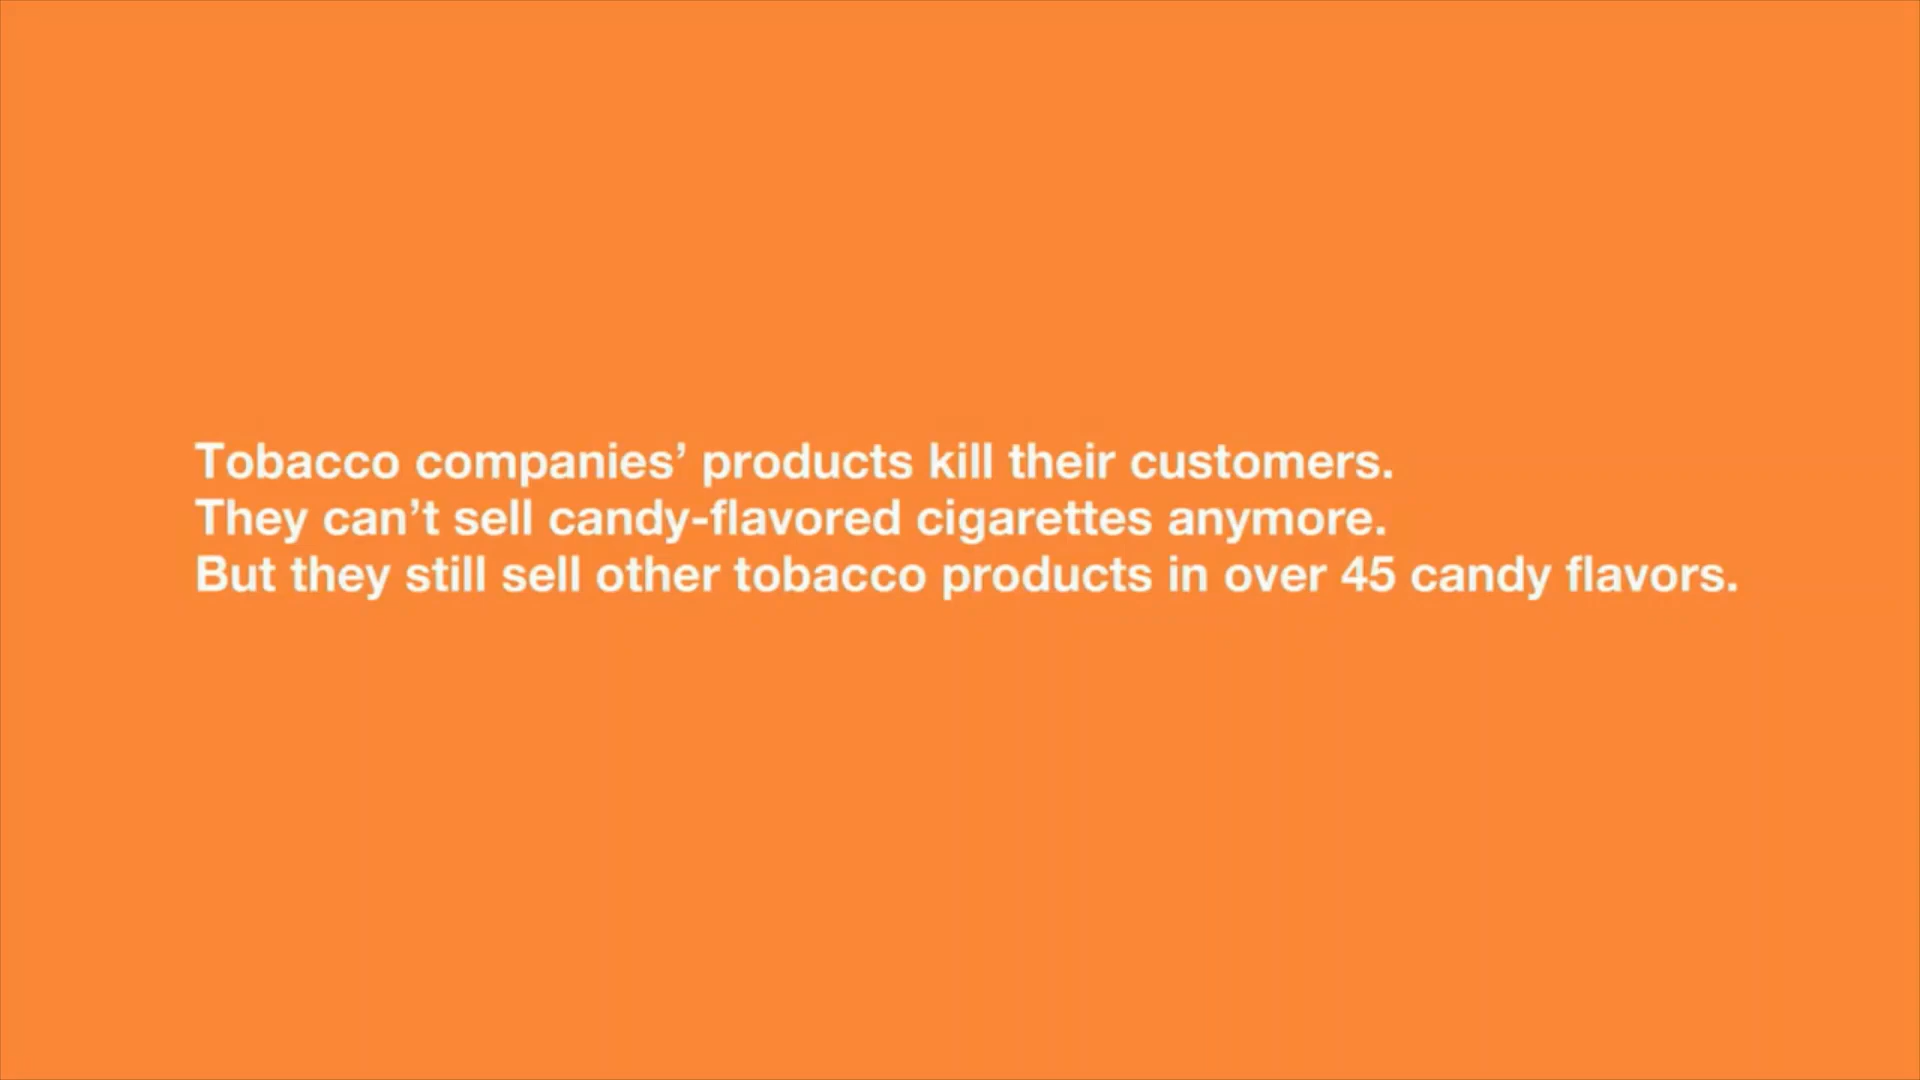 Tobacco companies’ products kill their customers.
They can’t sell candy-flavored cigarettes anymore.
But they still sell other tobacco products in over 45 candy flavors.